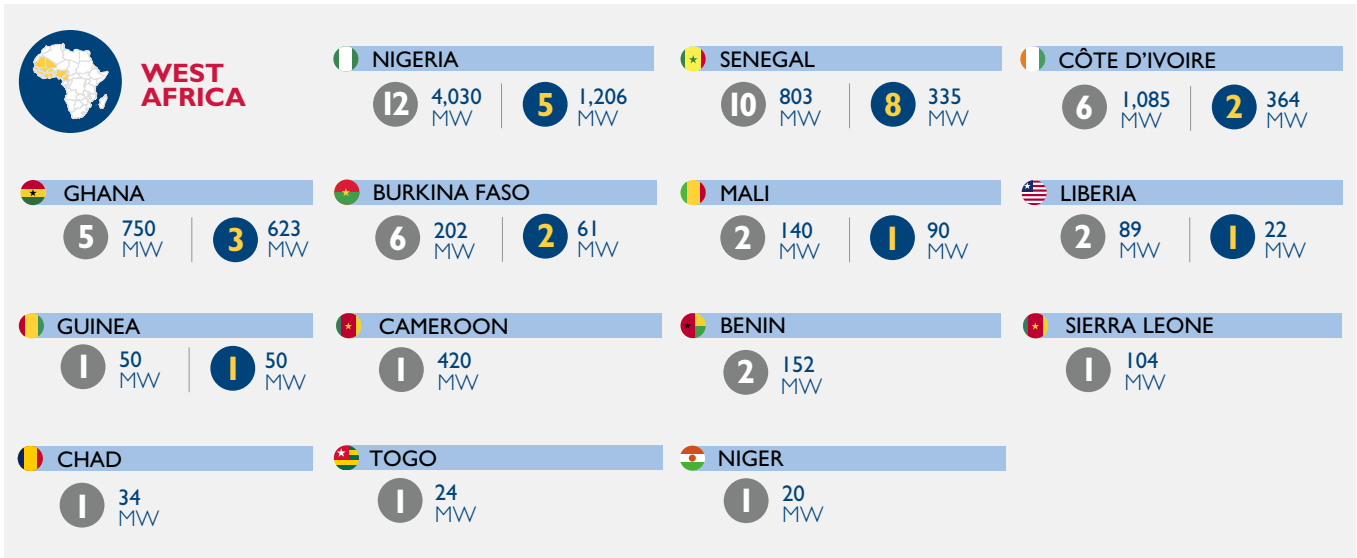 WEST
AFRICA
NIGERIA
12 4,030 MW 5 1,206 MW
SENEGAL
10 803 MW 8 335 MW
CÔTE D'IVOIRE
6 1,085 MW 2 364 MW
GHANA
5 750 MW 3 623 MW
BURKINA FASO
6 202 MW 2 61 MW
MALI
2 140 MW 1 90 MW
LIBERIA
2 89 MW 1 22 MW
GUINEA
1 50 MW 1 50 MW
CAMEROON
1 420 MW
BENIN
2 152 MW
SIERRA LEONE
1 104 MW
CHAD
1 34 MW
TOGO
1 24 MW
NIGER
1 20 MW